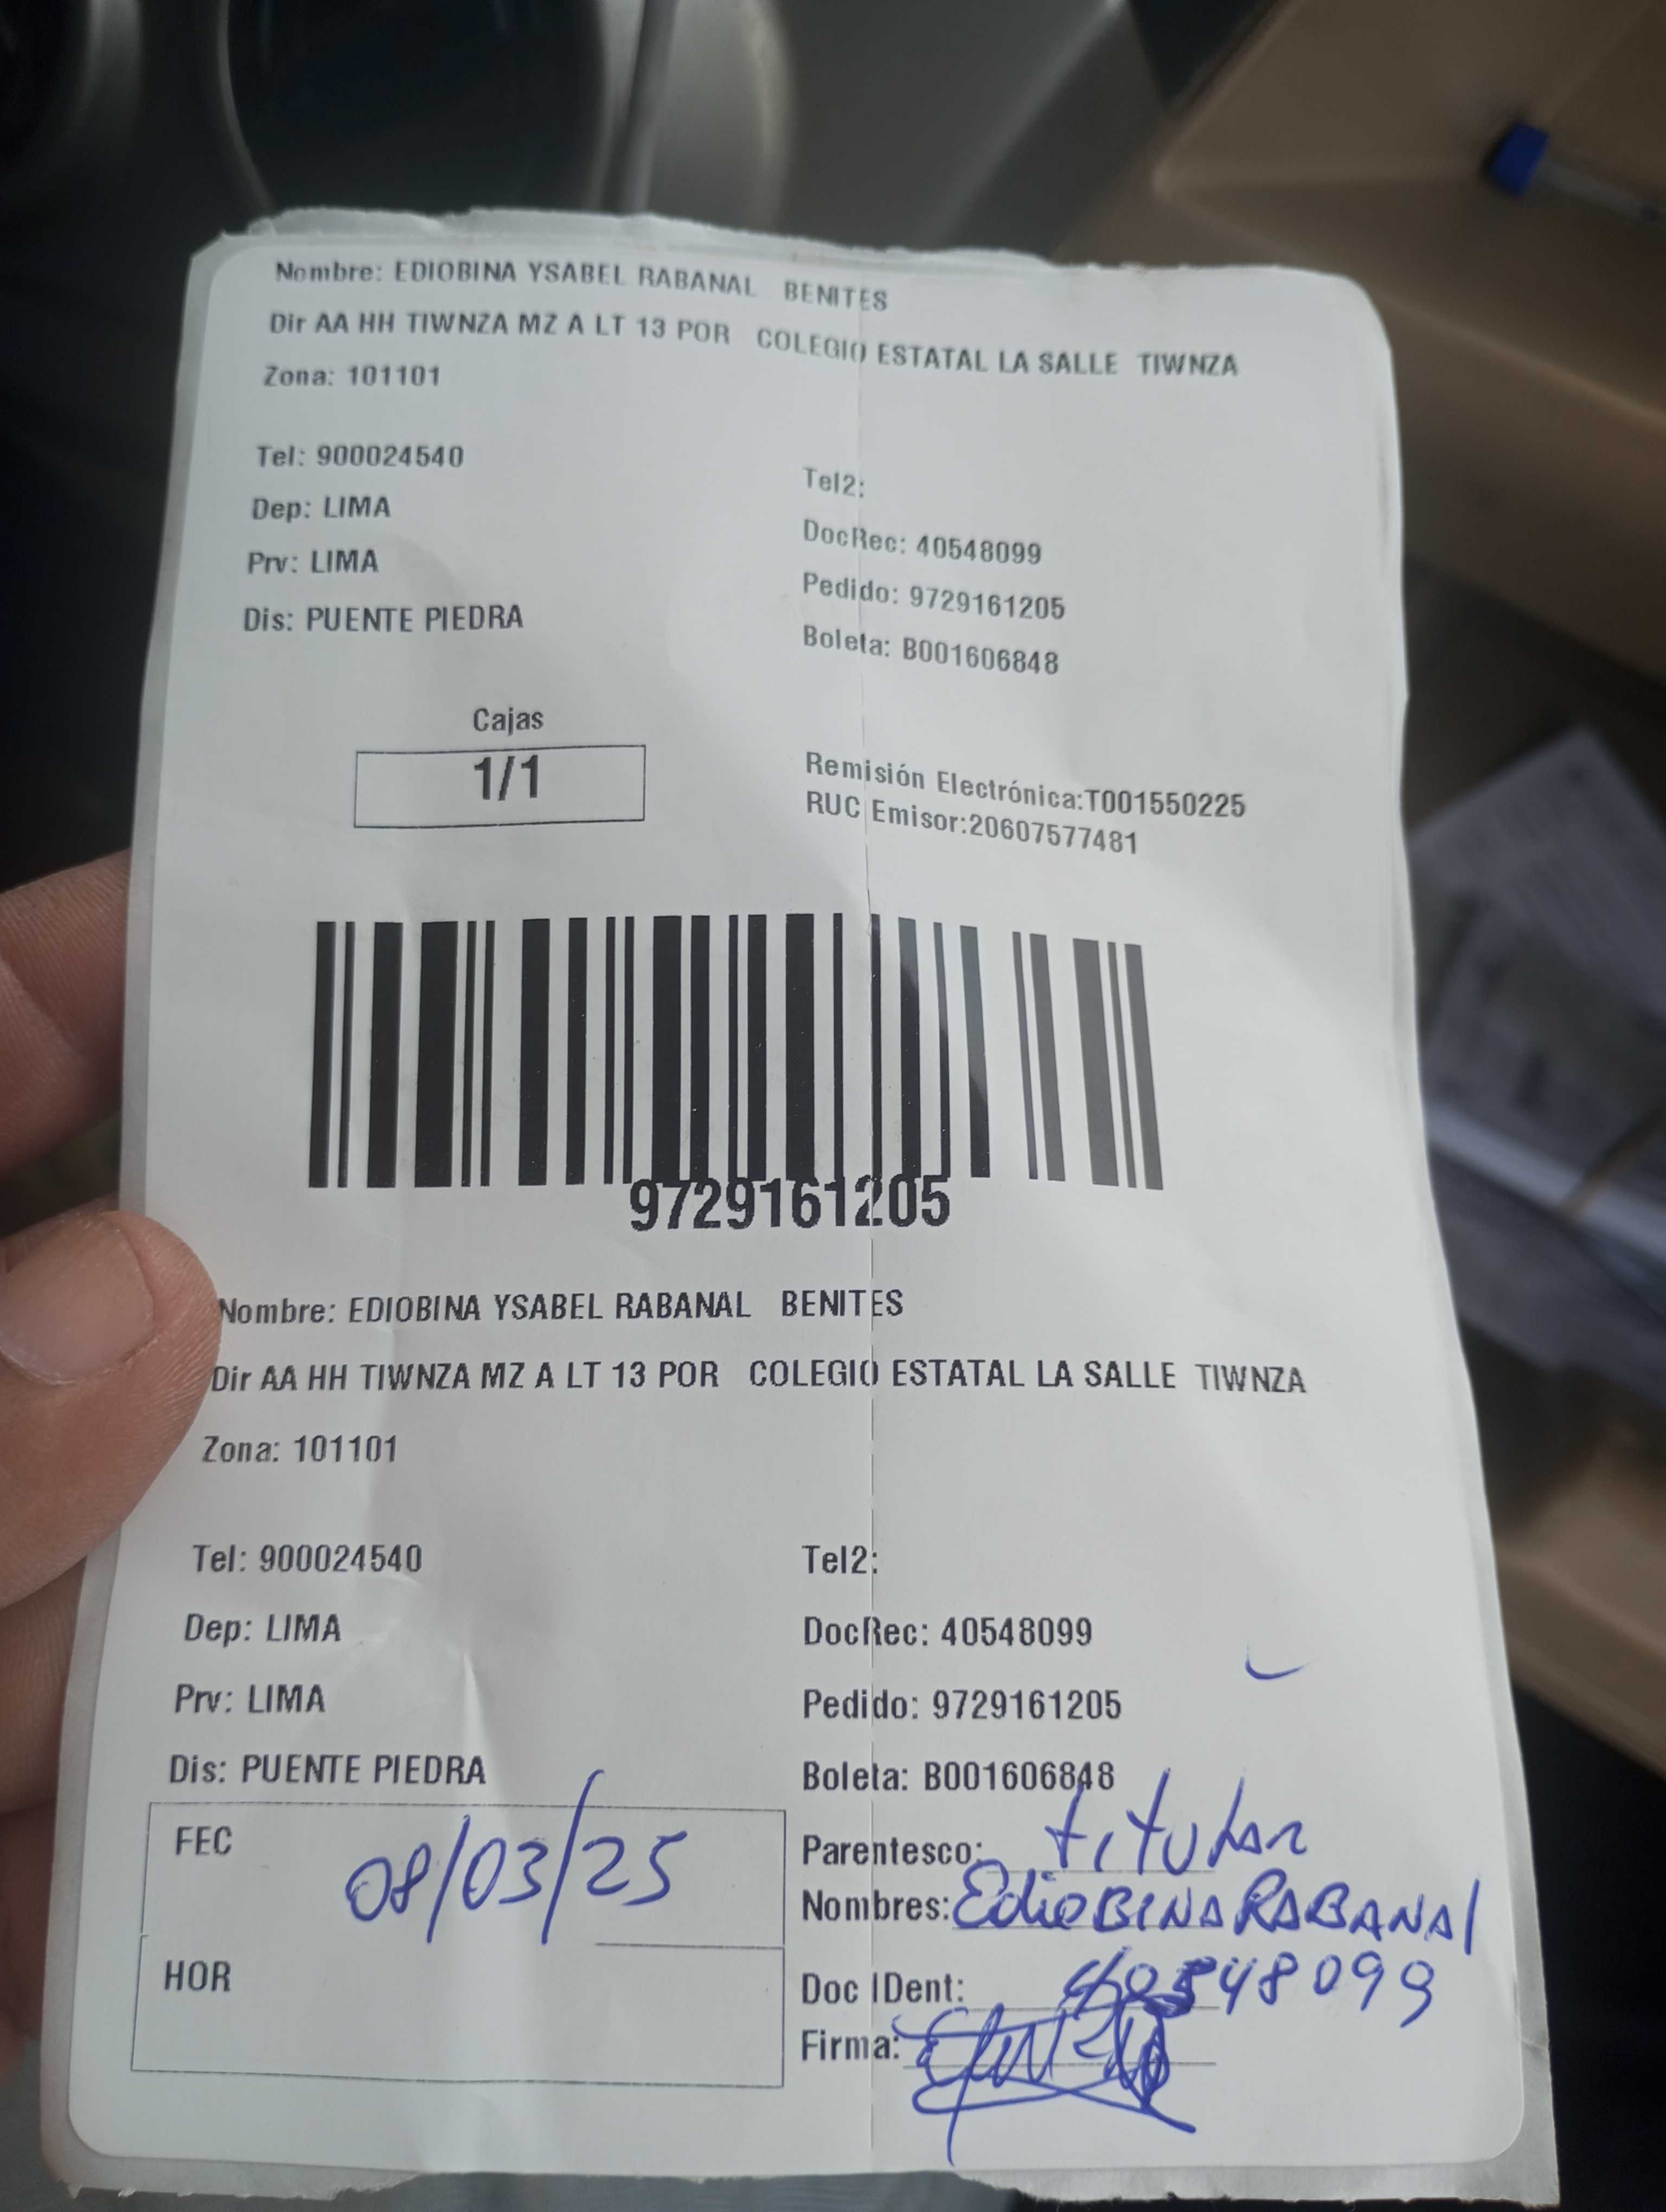 Nombre: EDIOBINA YSABEL RABANAL BENITES
Dir AA HH TIWNZA MZ A LT 13 POR COLEGIO ESTATAL LA SALLE TIWNZA
Zona: 101101
Tel: 900024540
Tel2:
Dep: LIMA
DocRec: 40548099
Prv: LIMA
Pedido: 9729161205
Dis: PUENTE PIEDRA
Boleta: B001606848
Cajas
1/1
Remisión Electrónica:T001550225
RUC Emisor:20607577481
9729161205
Nombre: EDIOBINA YSABEL RABANAL BENITES
Dir AA HH TIWNZA MZ A LT 13 POR COLEGIO ESTATAL LA SALLE TIWNZA
Zona: 101101
Tel: 900024540
Tel2:
Dep: LIMA
DocRec: 40548099
Prv: LIMA
Pedido: 9729161205
Dis: PUENTE PIEDRA
Boleta: B001606848
FEC 08/03/25
Parentesco: titular
Nombres: EdioBINA RABANAl
HOR
Doc IDent: 40548099
Firma: